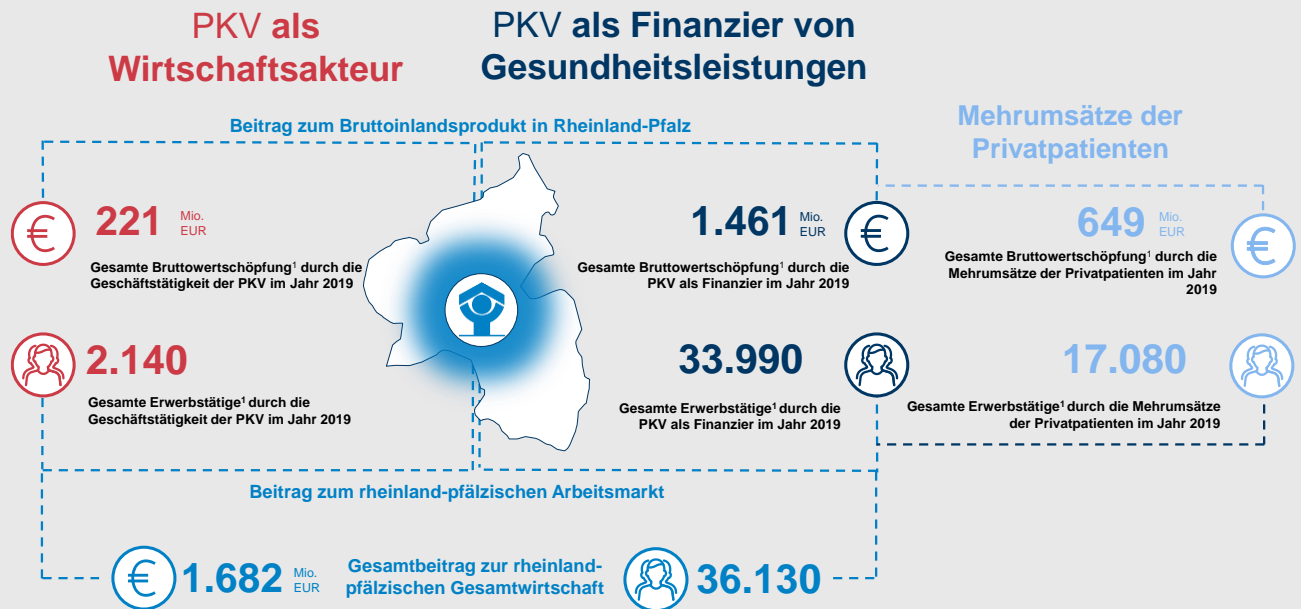 PKV als
Wirtschaftsakteur
PKV als Finanzier von
Gesundheitsleistungen
Mehrumsätze der
Privatpatienten
Beitrag zum Bruttoinlandsprodukt in Rheinland-Pfalz
221 Mio. EUR
Gesamte Bruttowertschöpfung¹ durch die
Geschäftstätigkeit der PKV im Jahr 2019
1.461 Mio. EUR
Gesamte Bruttowertschöpfung¹ durch die
PKV als Finanzier im Jahr 2019
649 Mio. EUR
Gesamte Bruttowertschöpfung¹ durch die
Mehrumsätze der Privatpatienten im Jahr
2019
2.140
Gesamte Erwerbstätige¹ durch die
Geschäftstätigkeit der PKV im Jahr 2019
33.990
Gesamte Erwerbstätige¹ durch die
PKV als Finanzier im Jahr 2019
17.080
Gesamte Erwerbstätige¹ durch die Mehrumsätze
der Privatpatienten im Jahr 2019
Beitrag zum rheinland-pfälzischen Arbeitsmarkt
€ 1.682 Mio. EUR
Gesamtbeitrag zur rheinland-
pfälzischen Gesamtwirtschaft
36.130